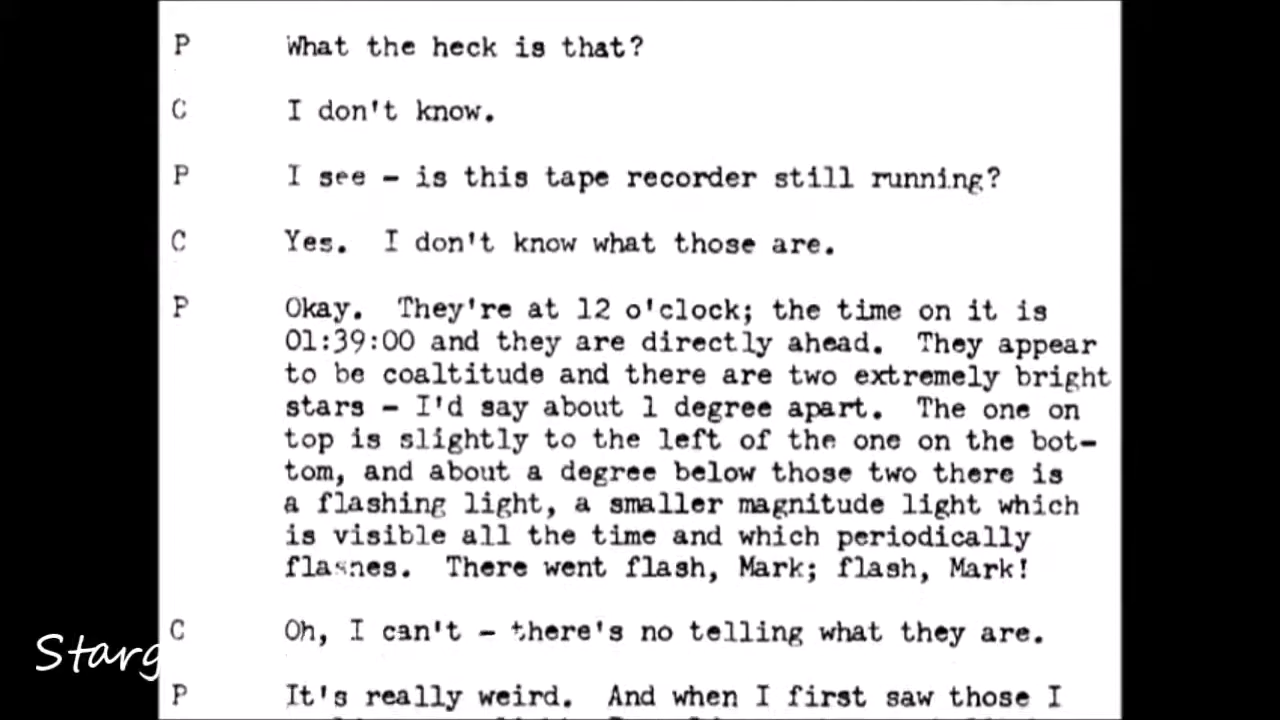 P What the heck is that?
C I don't know.
P I see - is this tape recorder still running?
C Yes. I don't know what those are.
P Okay. They're at 12 o'clock; the time on it is
01:39:00 and they are directly ahead. They appear
to be coaltitude and there are two extremely bright
stars - I'd say about 1 degree apart. The one on
top is slightly to the left of the one on the bot-
tom, and about a degree below those two there is
a flashing light, a smaller magnitude light which
is visible all the time and which periodically
flashes. There went flash, Mark; flash, Mark!
C Oh, I can't - there's no telling what they are.
Starg
P It's really weird. And when I first saw those I